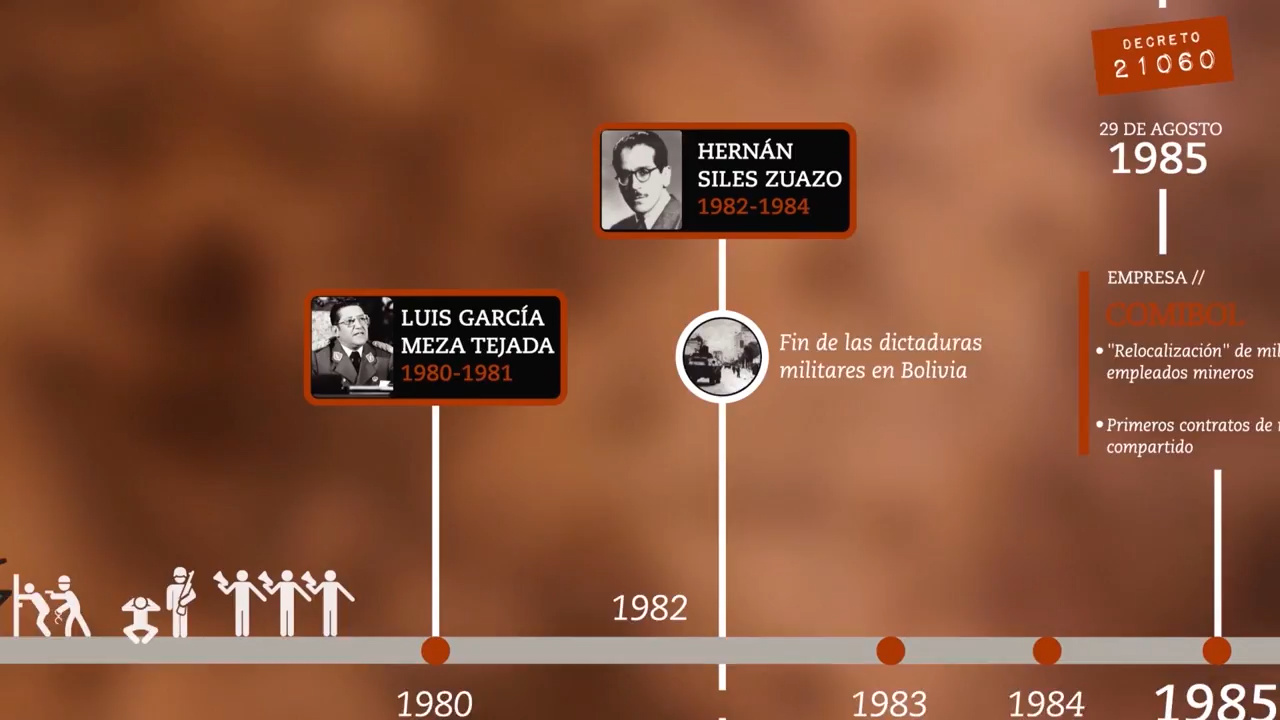 DECRETO
21060
29 DE AGOSTO
1985
HERNÁN
SILES ZUAZO
1982-1984
EMPRESA //
COMIBOL
LUIS GARCÍA
MEZA TEJADA
1980-1981
Fin de las dictaduras
militares en Bolivia
• "Relocalización" de
empleados mineros
• Primeros contratos de
compartido
1982
1980
1983
1984
1985